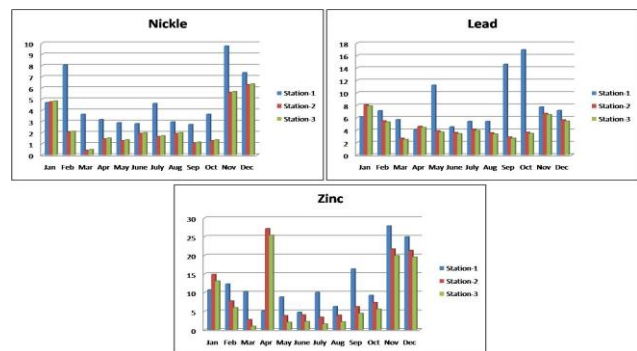 Nickle
10
9
8
7
6
5
4
3
2
1
0
Jan Feb Mar Apr May June July Aug Sep Oct Nov Dec
Station-1
Station-2
Station-3
Lead
18
16
14
12
10
8
6
4
2
0
Jan Feb Mar Apr May June July Aug Sep Oct Nov Dec
Station-1
Station-2
Station-3
Zinc
30
25
20
15
10
5
0
Jan Feb Mar Apr May June July Aug Sep Oct Nov Dec
Station-1
Station-2
Station-3